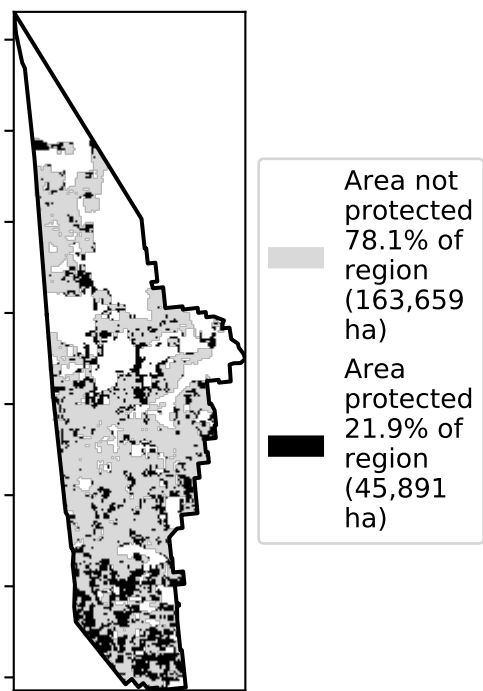 Area not
protected
78.1% of
region
(163,659
ha)
Area
protected
21.9% of
region
(45,891
ha)